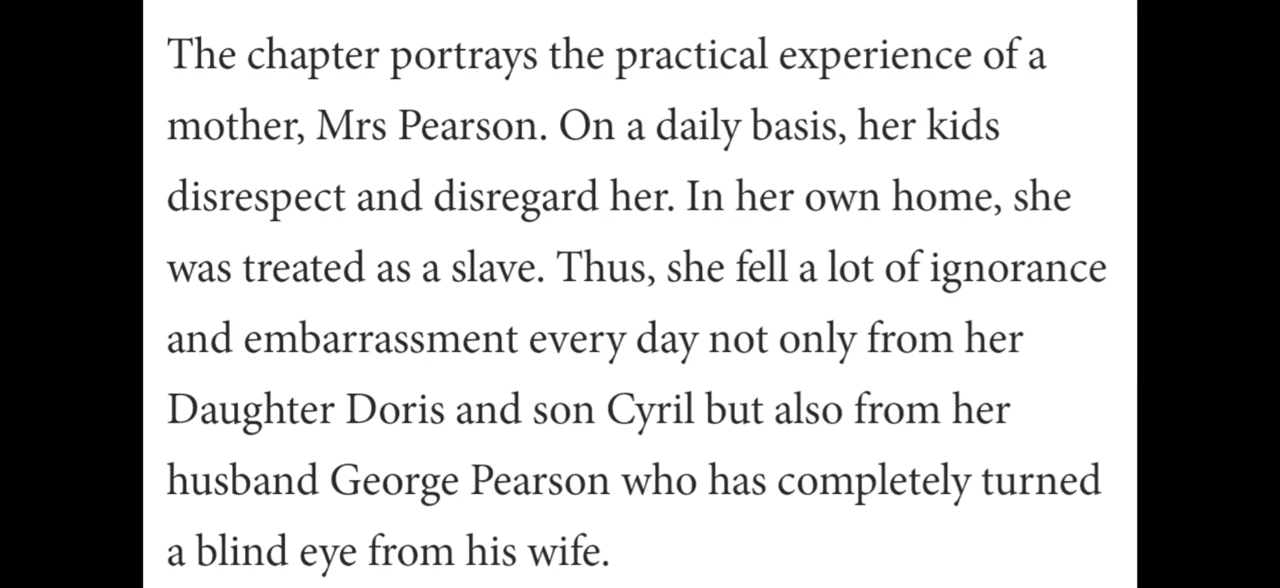 The chapter portrays the practical experience of a
mother, Mrs Pearson. On a daily basis, her kids
disrespect and disregard her. In her own home, she
was treated as a slave. Thus, she fell a lot of ignorance
and embarrassment every day not only from her
Daughter Doris and son Cyril but also from her
husband George Pearson who has completely turned
a blind eye from his wife.